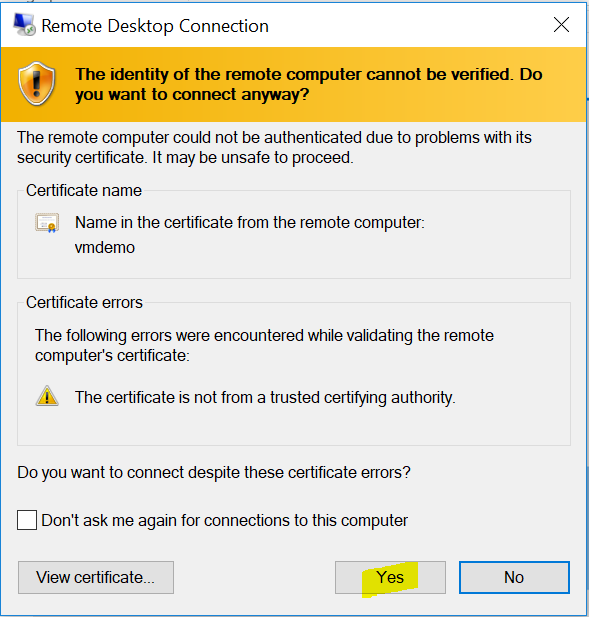 Remote Desktop Connection
The identity of the remote computer cannot be verified. Do
you want to connect anyway?
The remote computer could not be authenticated due to problems with its
security certificate. It may be unsafe to proceed.
Certificate name
Name in the certificate from the remote computer:
vmdemo
Certificate errors
The following errors were encountered while validating the remote
computer's certificate:
The certificate is not from a trusted certifying authority.
Do you want to connect despite these certificate errors?
Don't ask me again for connections to this computer
View certificate... Yes No